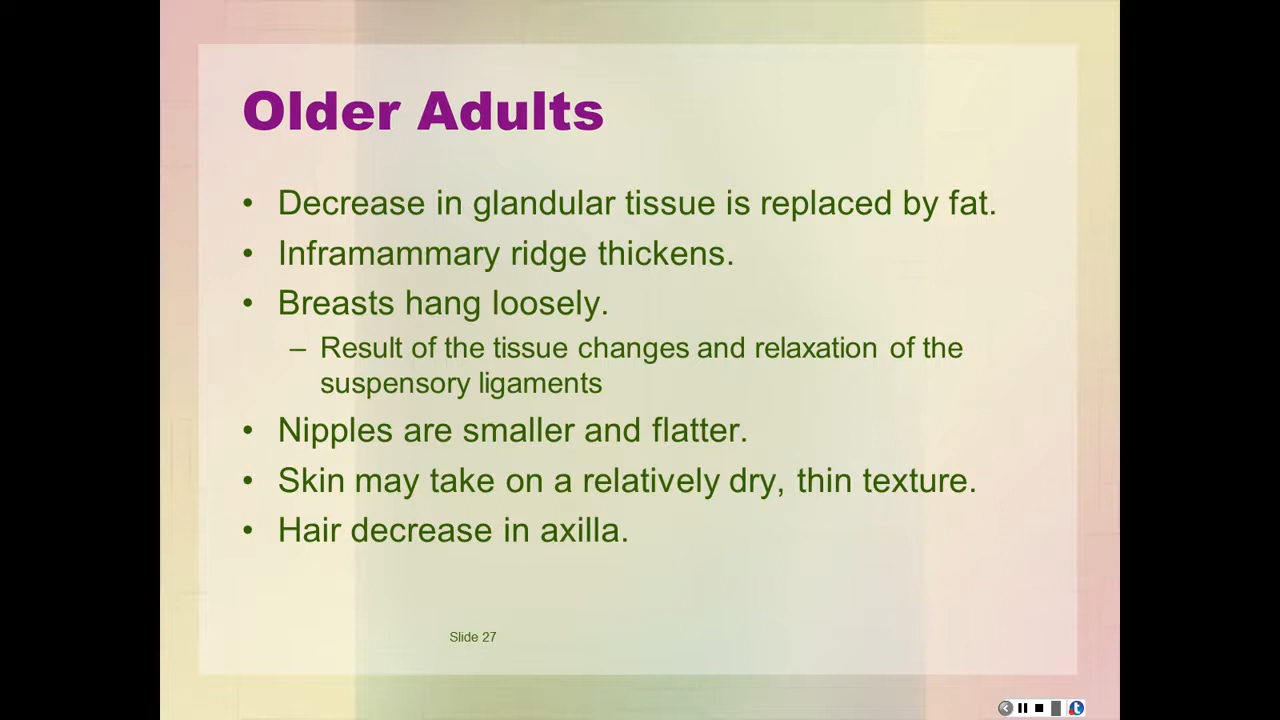 Older Adults
• Decrease in glandular tissue is replaced by fat.
• Inframammary ridge thickens.
• Breasts hang loosely.
– Result of the tissue changes and relaxation of the
suspensory ligaments
• Nipples are smaller and flatter.
• Skin may take on a relatively dry, thin texture.
• Hair decrease in axilla.
Slide 27